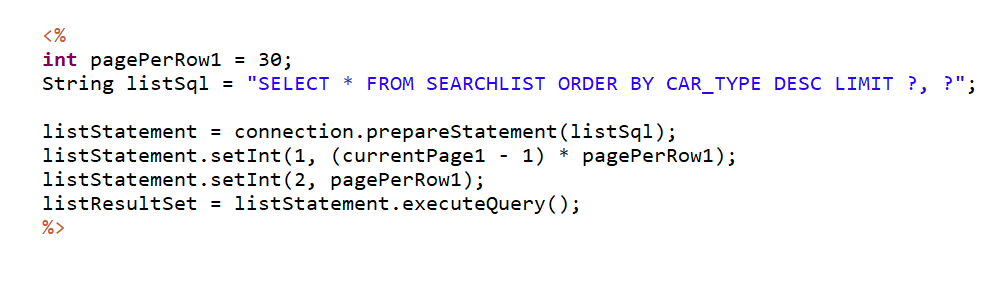 <%
int pagePerRow1 = 30;
String listSql = "SELECT * FROM SEARCHLIST ORDER BY CAR_TYPE DESC LIMIT ?, ?";
listStatement = connection.prepareStatement(listSql);
listStatement.setInt(1, (currentPage1 - 1) * pagePerRow1);
listStatement.setInt(2, pagePerRow1);
listResultSet = listStatement.executeQuery();
%>